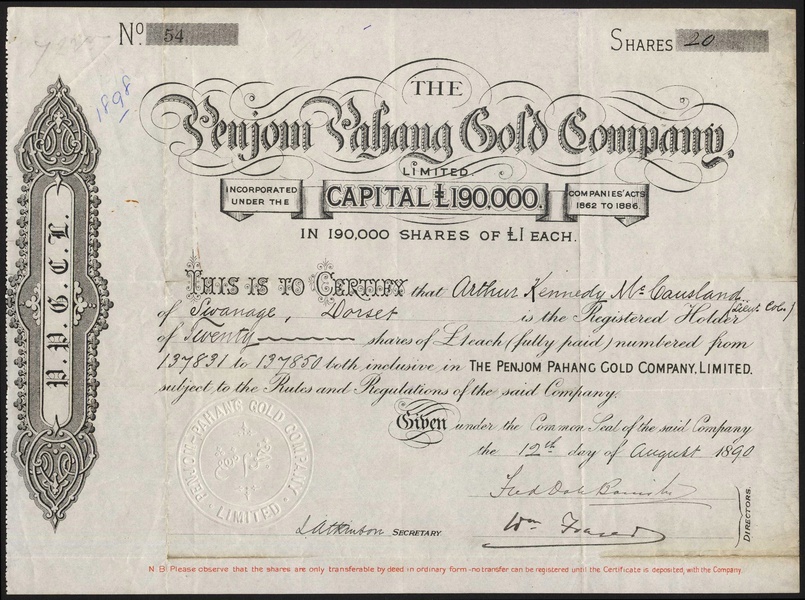 No. 54
SHARES 20
1898
THE
Penjom Pahang Gold Company,
LIMITED
INCORPORATED UNDER THE
CAPITAL £190,000.
COMPANIES' ACTS 1862 TO 1886.
IN 190,000 SHARES OF £1 EACH.
P. P. G. C. L.
THIS IS TO CERTIFY that Arthur Kennedy McCausland
(Lieut. Col.)
of Swanage, Dorset is the Registered Holder
of Twenty shares of £1 each (fully paid) numbered from
137831 to 137850 both inclusive in THE PENJOM PAHANG GOLD COMPANY, LIMITED.
subject to the Rules and Regulations of the said Company.
Given under the Common Seal of the said Company
the 12th day of August 1890
PENJOM-PAHANG GOLD COMPANY · LIMITED ·
Wm Fraser
DIRECTORS.
L Atkinson SECRETARY
N B Please observe that the shares are only transferable by deed in ordinary form - no transfer can be registered until the Certificate is deposited, with the Company.